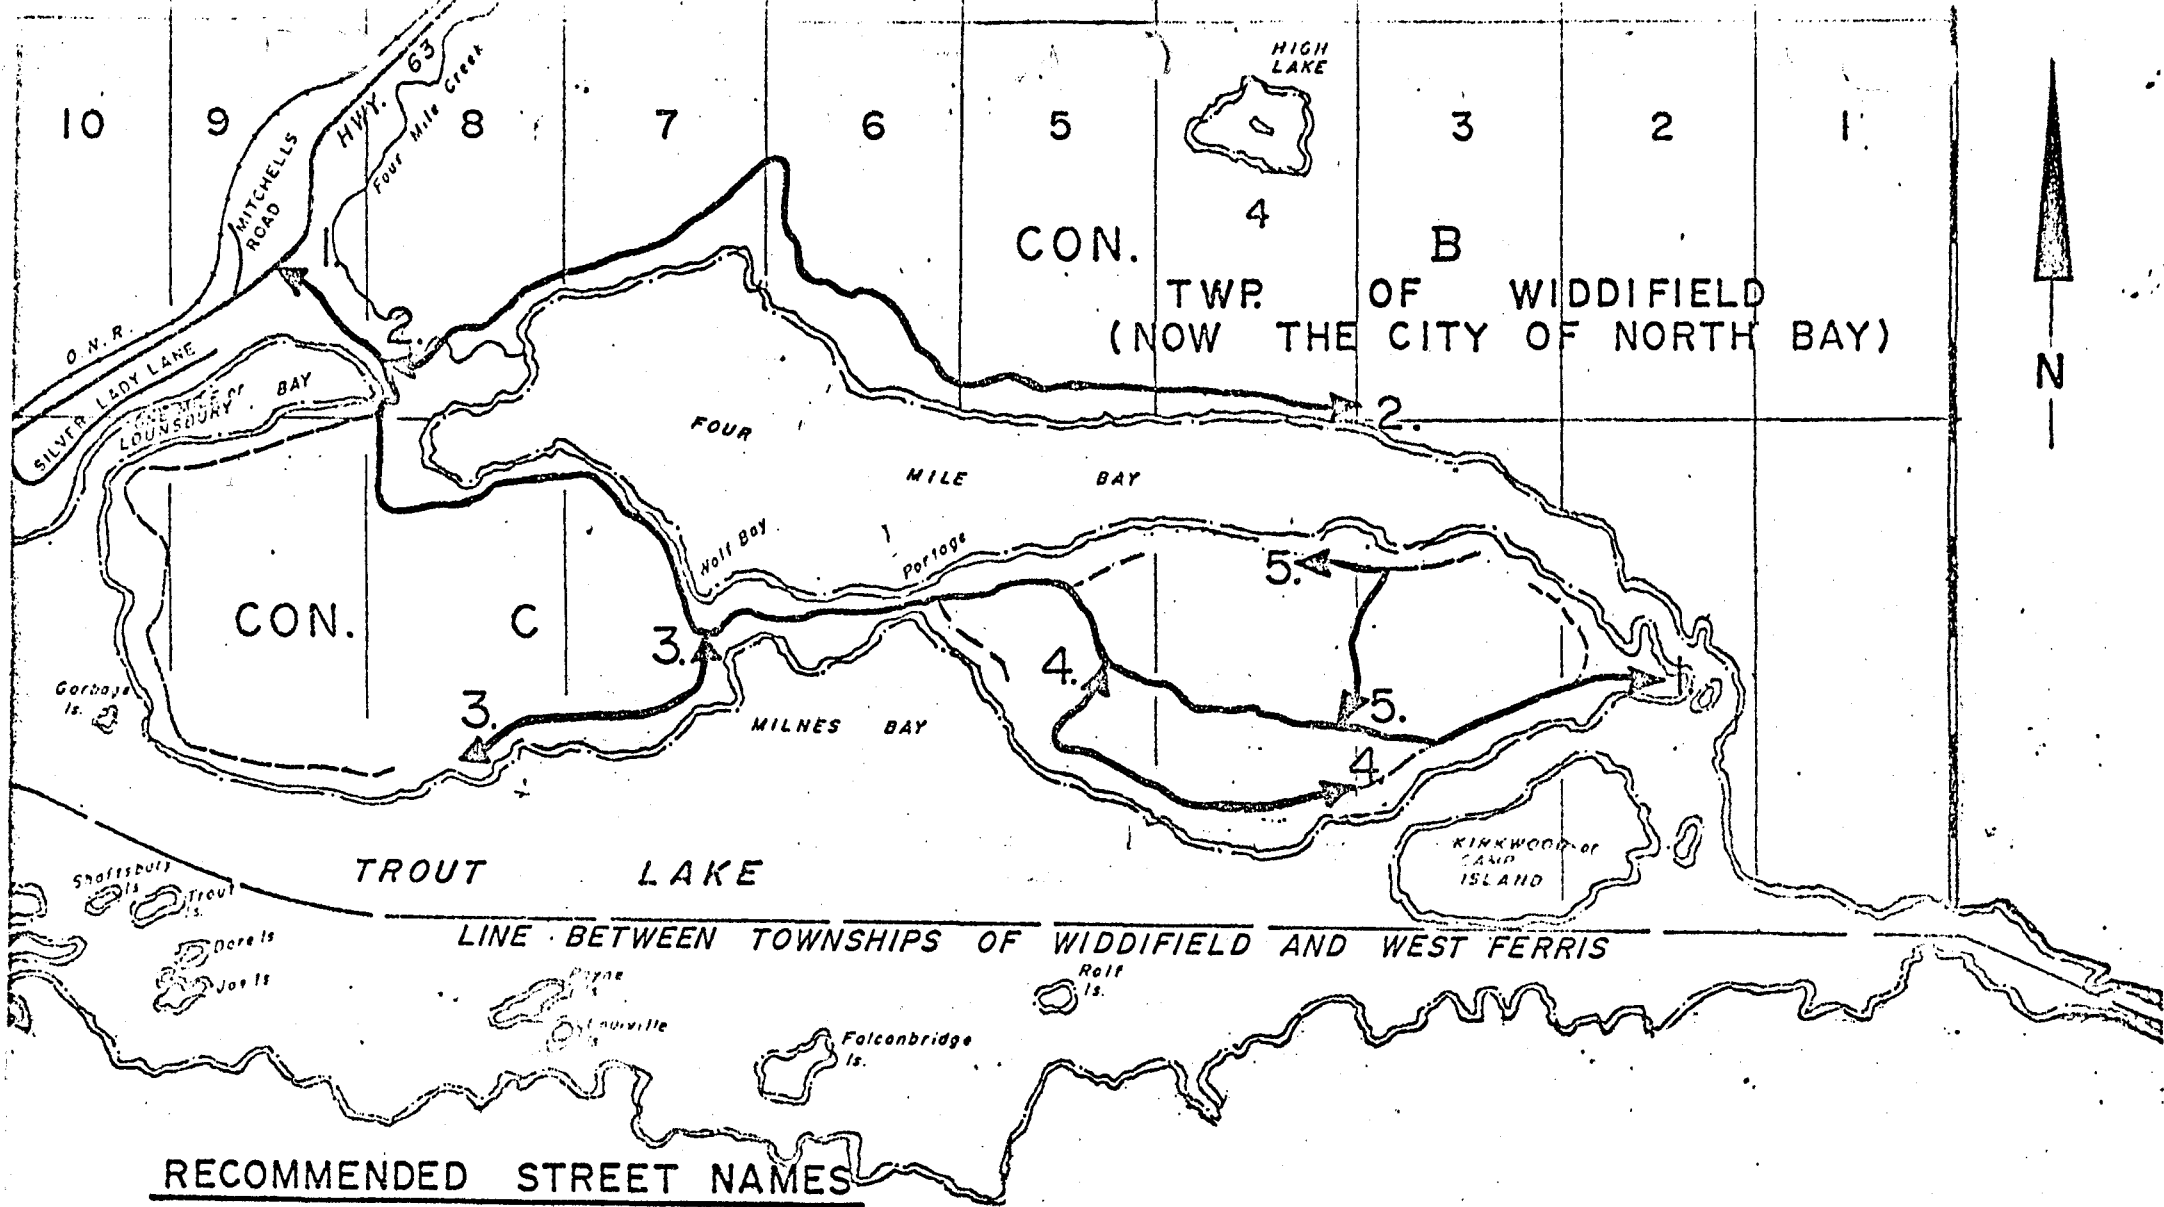 HIGH
LAKE
10
9
8
7
6
5
4
3
2
1
HWY. 63
Four Mile Creek
MITCHELLS
ROAD
1.
2.
CON. B
TWP. OF WIDDIFIELD
(NOW THE CITY OF NORTH BAY)
N
O.N.R.
SILVER LADY LANE
LOUNSBURY BAY
2.
FOUR
MILE BAY
Portage
5.
CON. C
3.
4.
5.
3.
MILNES BAY
4.
1
Garbage
Is.
KIRKWOOD or
CAMP
ISLAND
TROUT LAKE
Shaftsbury
Is.
Trout
Is.
LINE BETWEEN TOWNSHIPS OF WIDDIFIELD AND WEST FERRIS
Dore Is
Joe Is
Payne
Is.
Rolf
Is.
Falconbridge
Is.
RECOMMENDED STREET NAMES